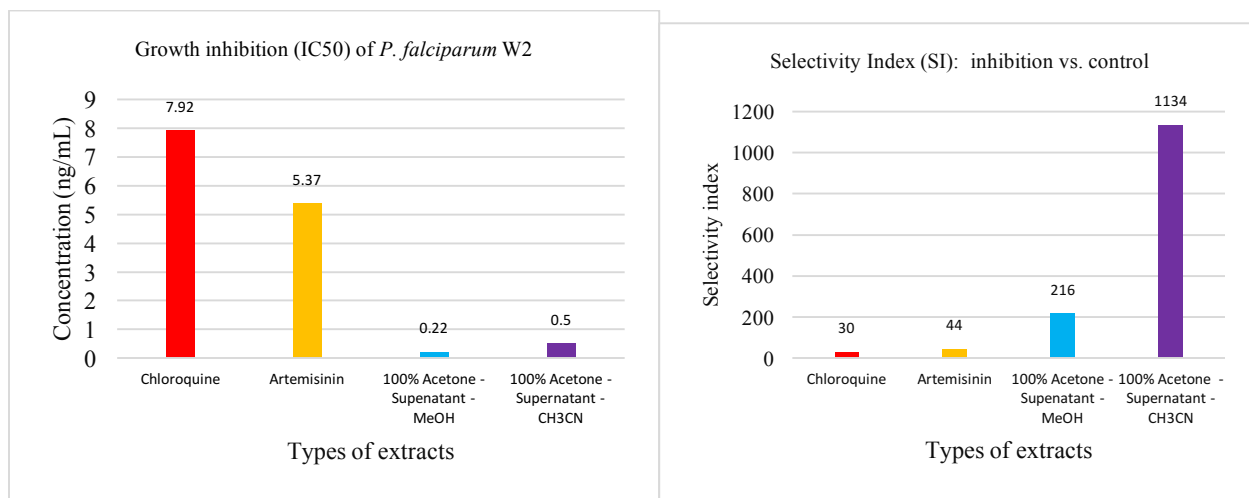 Growth inhibition (IC50) of P. falciparum W2
Concentration (ng/mL)
9
8
7
6
5
4
3
2
1
0
7.92
5.37
0.22
0.5
Chloroquine
Artemisinin
100% Acetone -
Supenatant -
MeOH
100% Acetone -
Supernatant -
CH3CN
Types of extracts
Selectivity Index (SI): inhibition vs. control
Selectivity index
1200
1000
800
600
400
200
0
30
44
216
1134
Chloroquine
Artemisinin
100% Acetone -
Supenatant -
MeOH
100% Acetone -
Supernatant -
CH3CN
Types of extracts